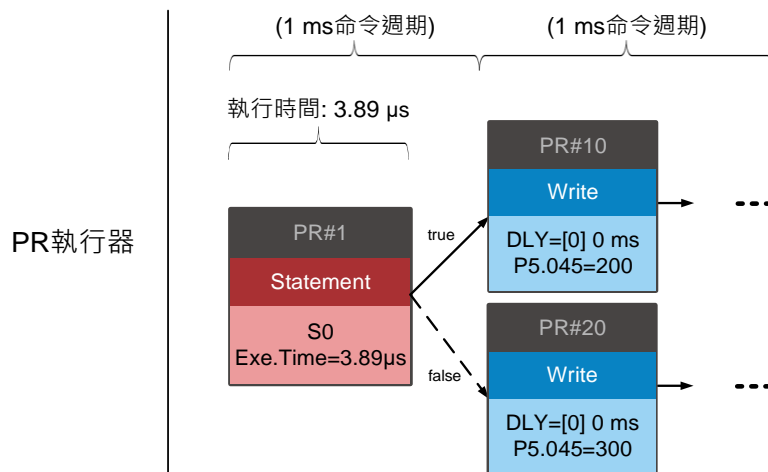 (1 ms命令週期)
(1 ms命令週期)
執行時間: 3.89 µs
PR執行器
PR#1
Statement
S0
Exe.Time=3.89µs
true
false
PR#10
Write
DLY=[0] 0 ms
P5.045=200
PR#20
Write
DLY=[0] 0 ms
P5.045=300